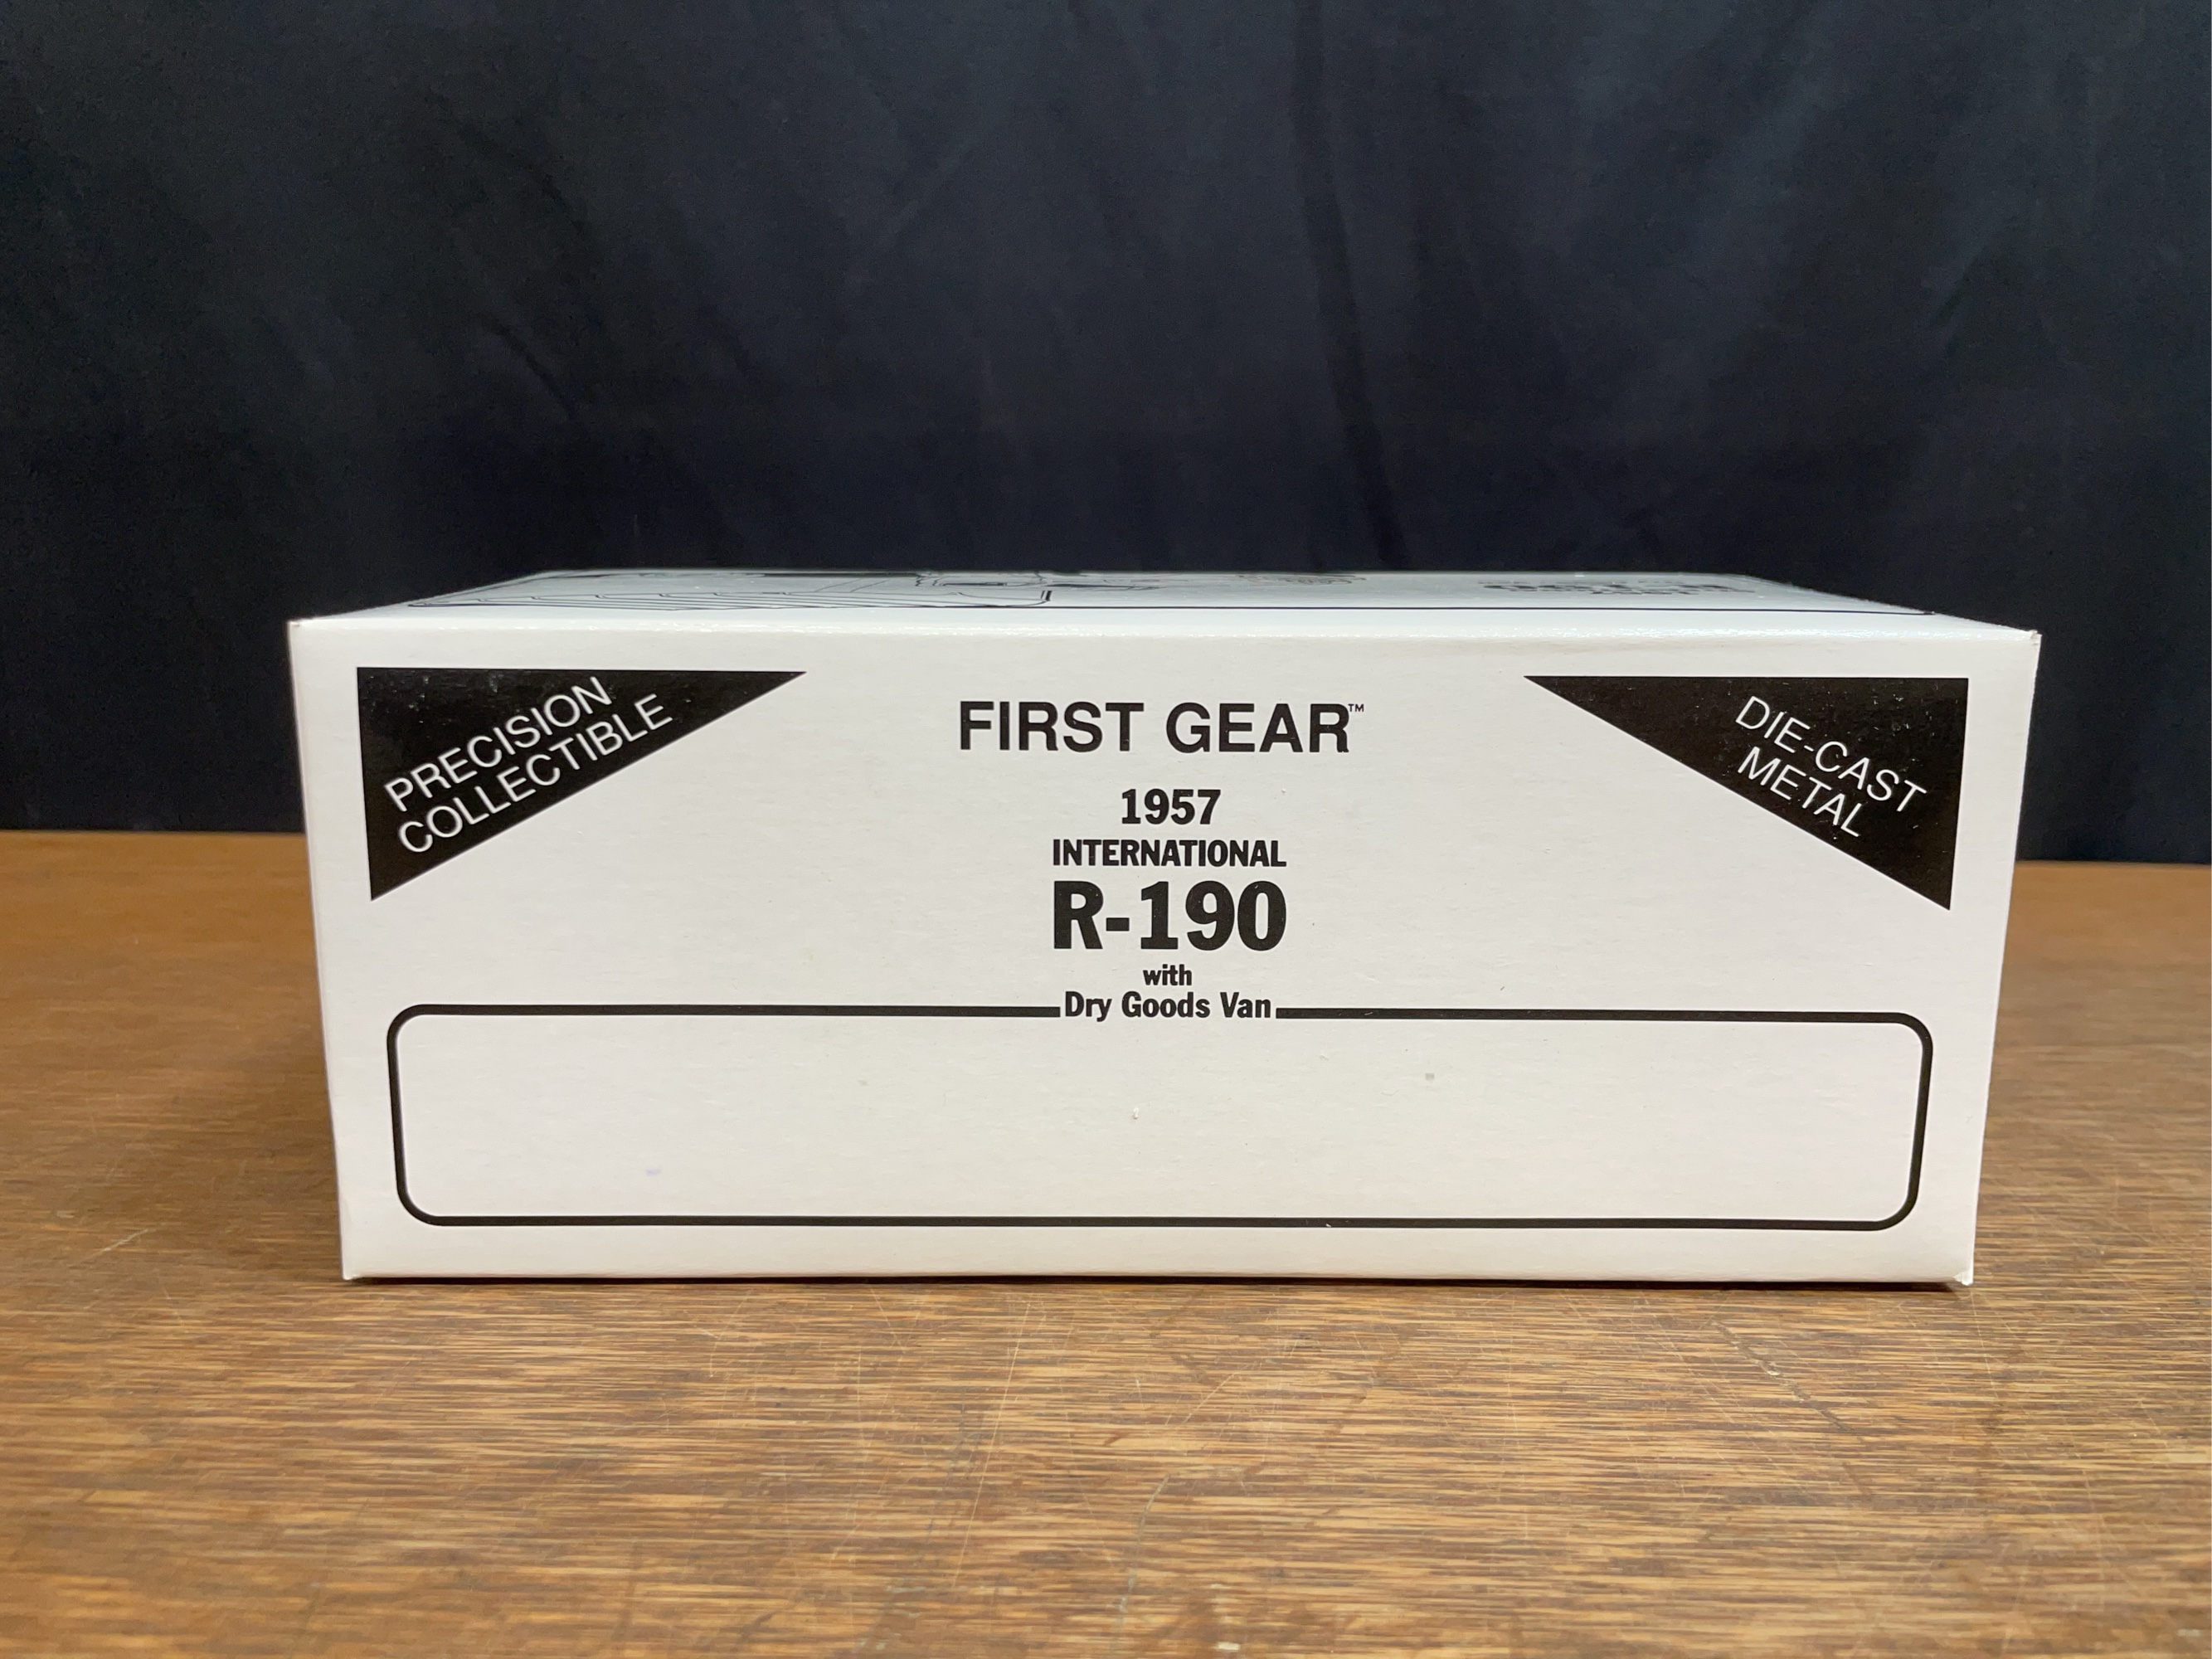 PRECISION
COLLECTIBLE
FIRST GEAR™
DIE-CAST
METAL
1957
INTERNATIONAL
R-190
with
Dry Goods Van